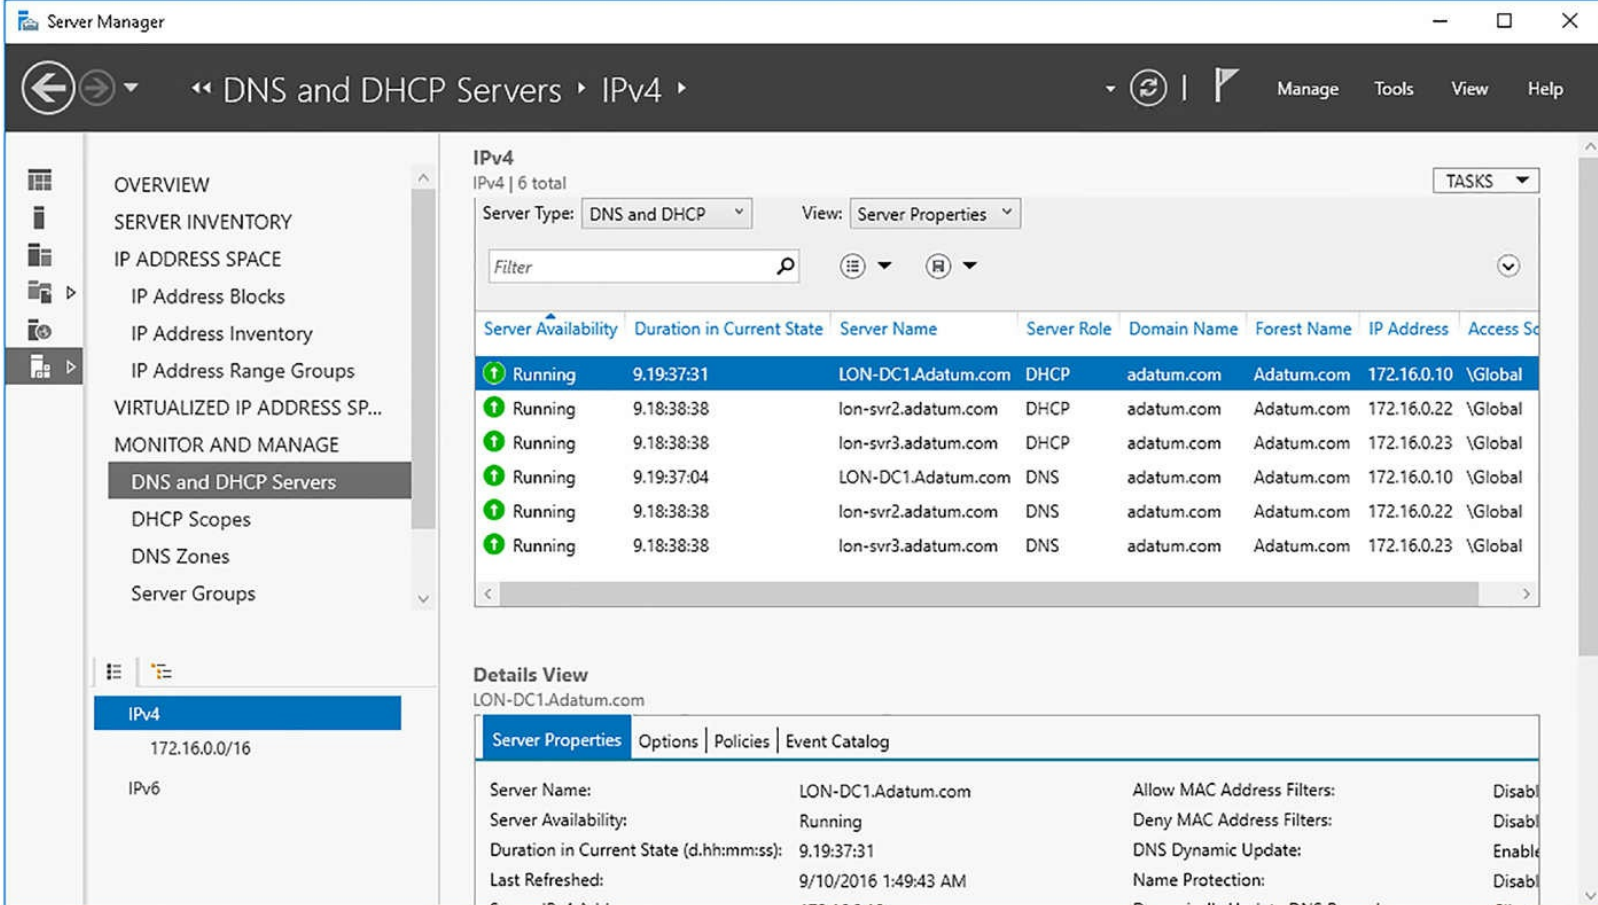 Server Manager
DNS and DHCP Servers IPv4
Manage Tools View Help
OVERVIEW
SERVER INVENTORY
IP ADDRESS SPACE
IP Address Blocks
IP Address Inventory
IP Address Range Groups
VIRTUALIZED IP ADDRESS SP...
MONITOR AND MANAGE
DNS and DHCP Servers
DHCP Scopes
DNS Zones
Server Groups
IPv4
172.16.0.0/16
IPv6
IPv4
IPv4 | 6 total
TASKS
Server Type: DNS and DHCP View: Server Properties
Filter
Server Availability Duration in Current State Server Name Server Role Domain Name Forest Name IP Address Access Sc
Running 9.19:37:31 LON-DC1.Adatum.com DHCP adatum.com Adatum.com 172.16.0.10 \Global
Running 9.18:38:38 lon-svr2.adatum.com DHCP adatum.com Adatum.com 172.16.0.22 \Global
Running 9.18:38:38 lon-svr3.adatum.com DHCP adatum.com Adatum.com 172.16.0.23 \Global
Running 9.19:37:04 LON-DC1.Adatum.com DNS adatum.com Adatum.com 172.16.0.10 \Global
Running 9.18:38:38 lon-svr2.adatum.com DNS adatum.com Adatum.com 172.16.0.22 \Global
Running 9.18:38:38 lon-svr3.adatum.com DNS adatum.com Adatum.com 172.16.0.23 \Global
Details View
LON-DC1.Adatum.com
Server Properties Options Policies Event Catalog
Server Name: LON-DC1.Adatum.com Allow MAC Address Filters: Disabl
Server Availability: Running Deny MAC Address Filters: Disabl
Duration in Current State (d.hh:mm:ss): 9.19:37:31 DNS Dynamic Update: Enable
Last Refreshed: 9/10/2016 1:49:43 AM Name Protection: Disabl